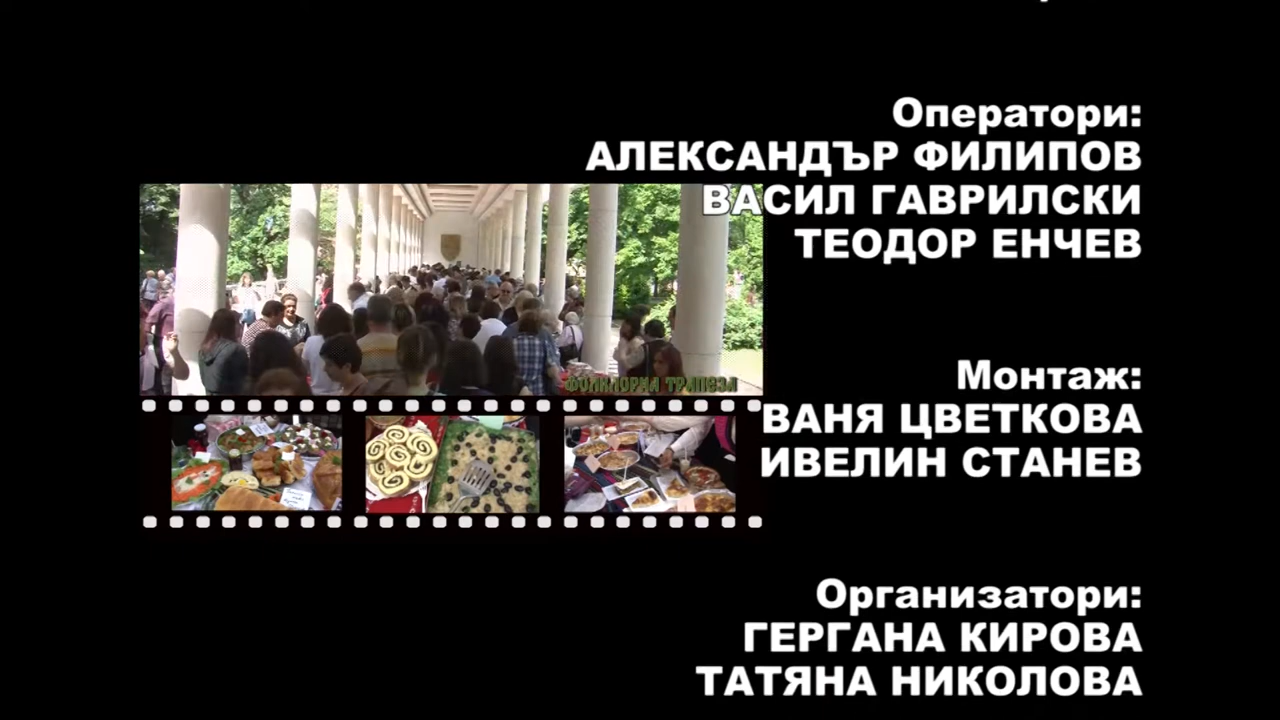 Оператори:
АЛЕКСАНДЪР ФИЛИПОВ
ВАСИЛ ГАВРИЛСКИ
ТЕОДОР ЕНЧЕВ
ФОЛКЛОРНА ТРАПЕЗА
Монтаж:
ВАНЯ ЦВЕТКОВА
ИВЕЛИН СТАНЕВ
Организатори:
ГЕРГАНА КИРОВА
ТАТЯНА НИКОЛОВА